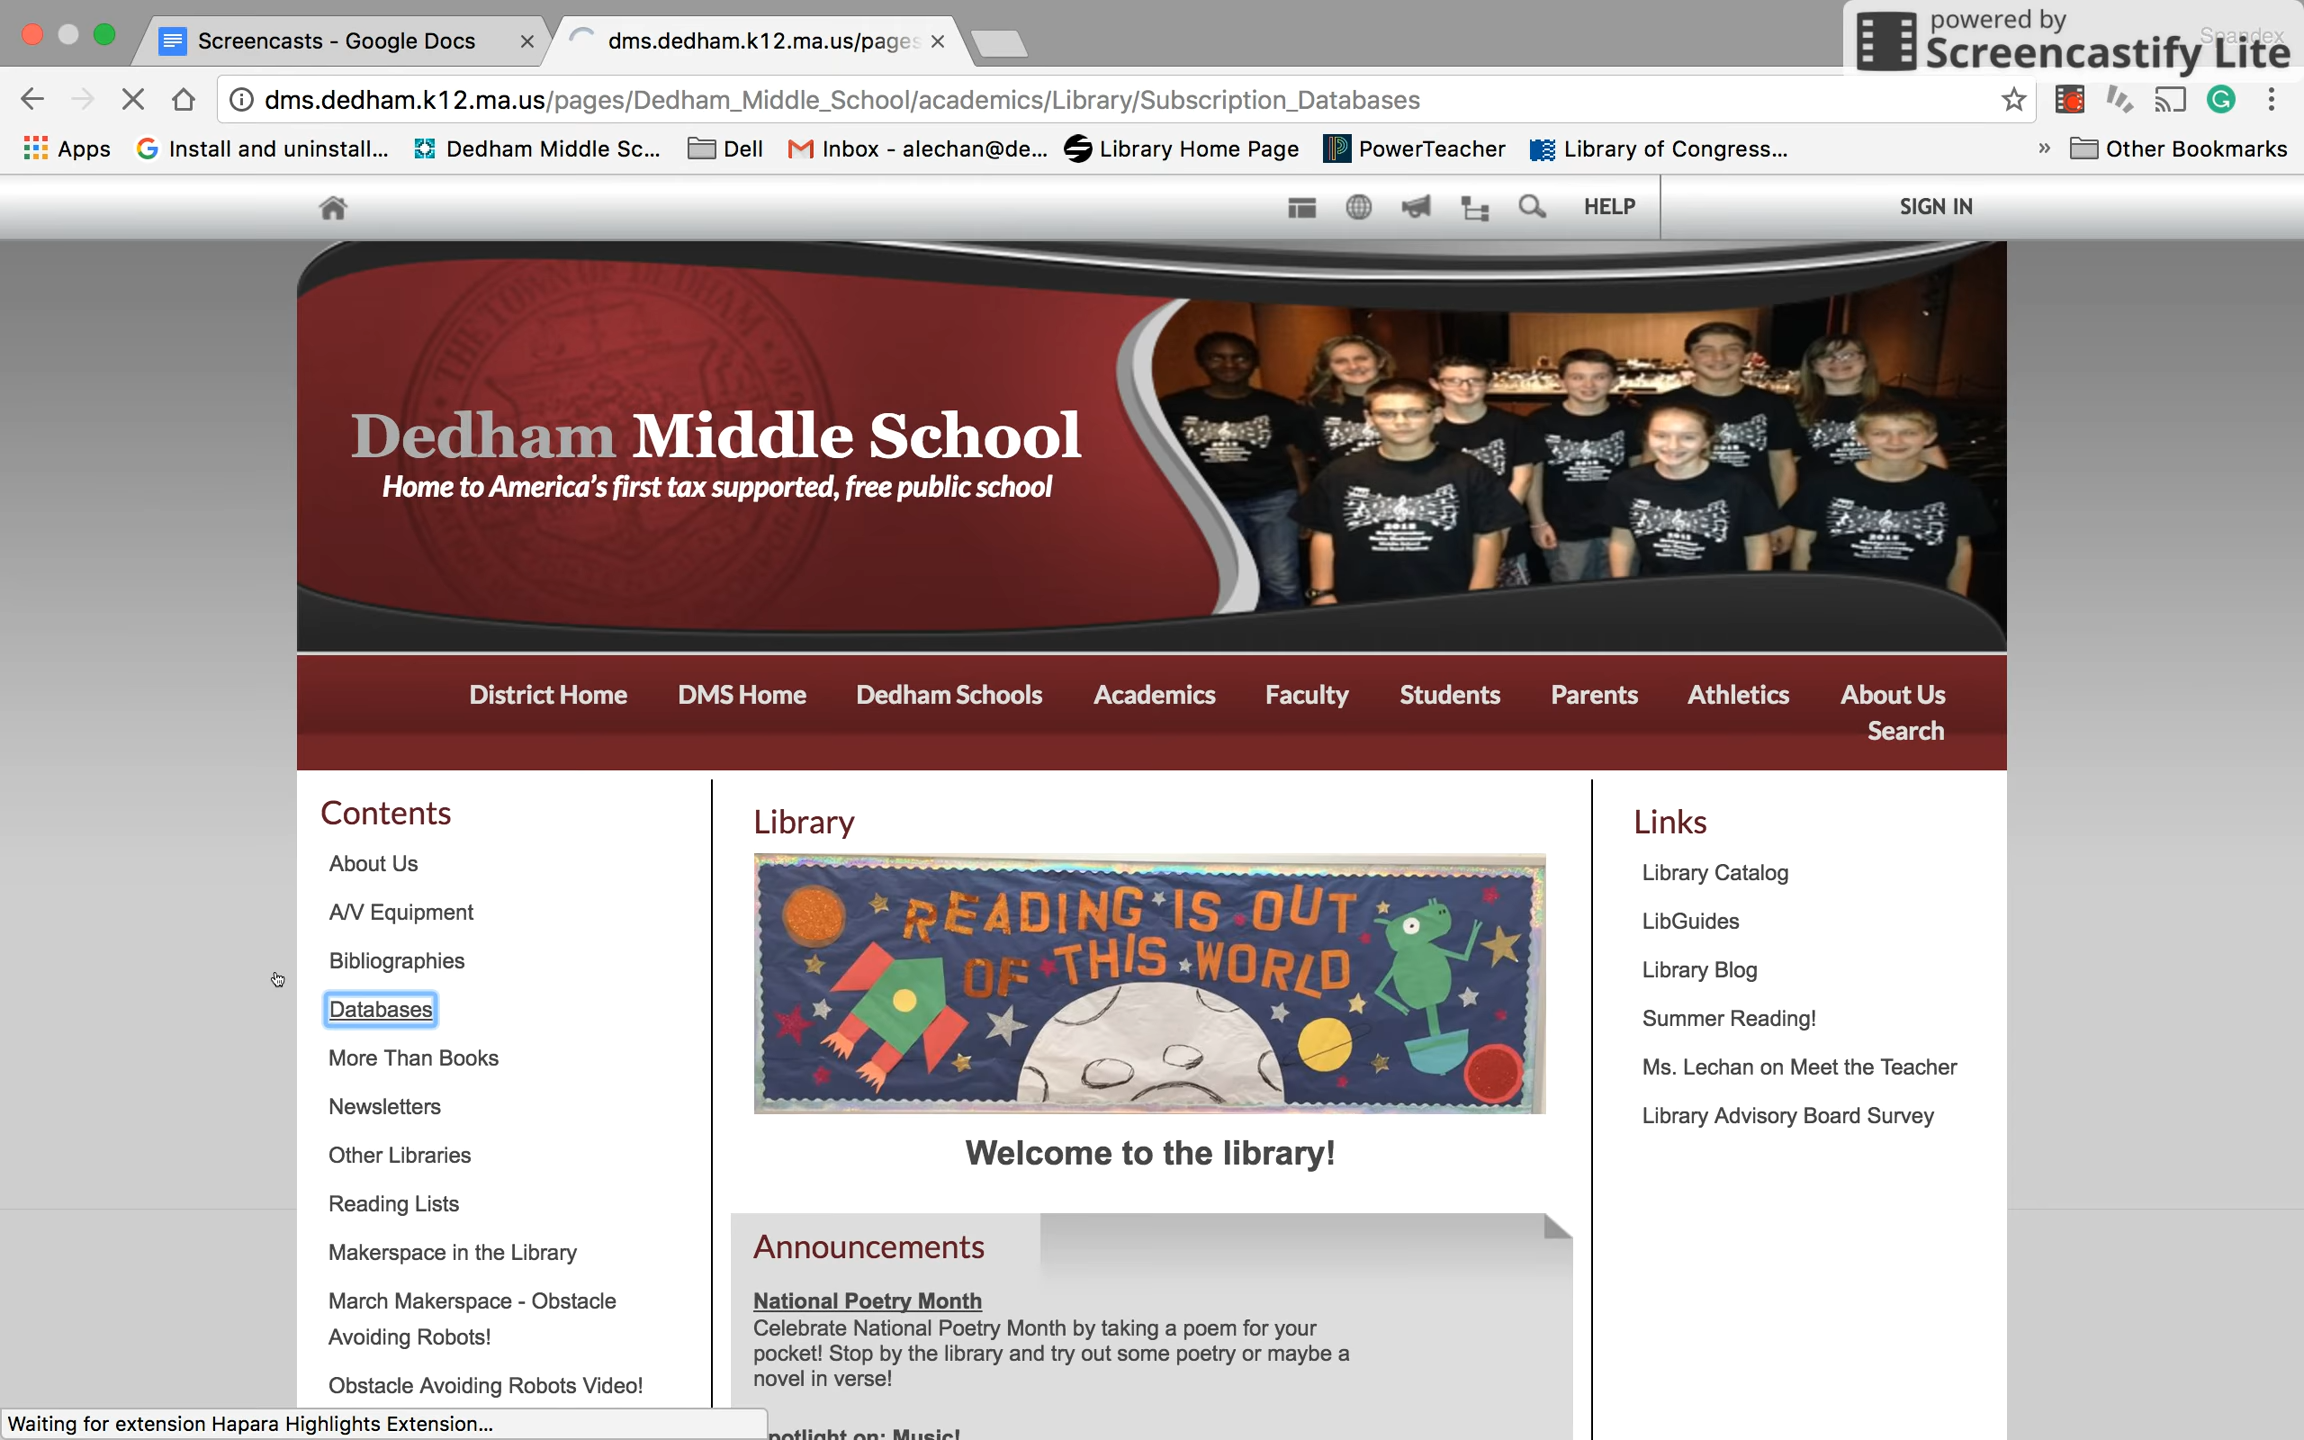 Screencasts - Google Docs
dms.dedham.k12.ma.us/pages
Spandex
powered by
Screencastify Lite
dms.dedham.k12.ma.us/pages/Dedham_Middle_School/academics/Library/Subscription_Databases
Apps
Install and uninstall...
Dedham Middle Sc...
Dell
Inbox - alechan@de...
Library Home Page
PowerTeacher
Library of Congress...
»
Other Bookmarks
HELP
SIGN IN
Dedham Middle School
Home to America's first tax supported, free public school
District Home
DMS Home
Dedham Schools
Academics
Faculty
Students
Parents
Athletics
About Us
Search
Contents
About Us
A/V Equipment
Bibliographies
Databases
More Than Books
Newsletters
Other Libraries
Reading Lists
Makerspace in the Library
March Makerspace - Obstacle
Avoiding Robots!
Obstacle Avoiding Robots Video!
Library
READING IS OUT
OF THIS WORLD
Welcome to the library!
Announcements
National Poetry Month
Celebrate National Poetry Month by taking a poem for your
pocket! Stop by the library and try out some poetry or maybe a
novel in verse!
on: Music!
Links
Library Catalog
LibGuides
Library Blog
Summer Reading!
Ms. Lechan on Meet the Teacher
Library Advisory Board Survey
Waiting for extension Hapara Highlights Extension...